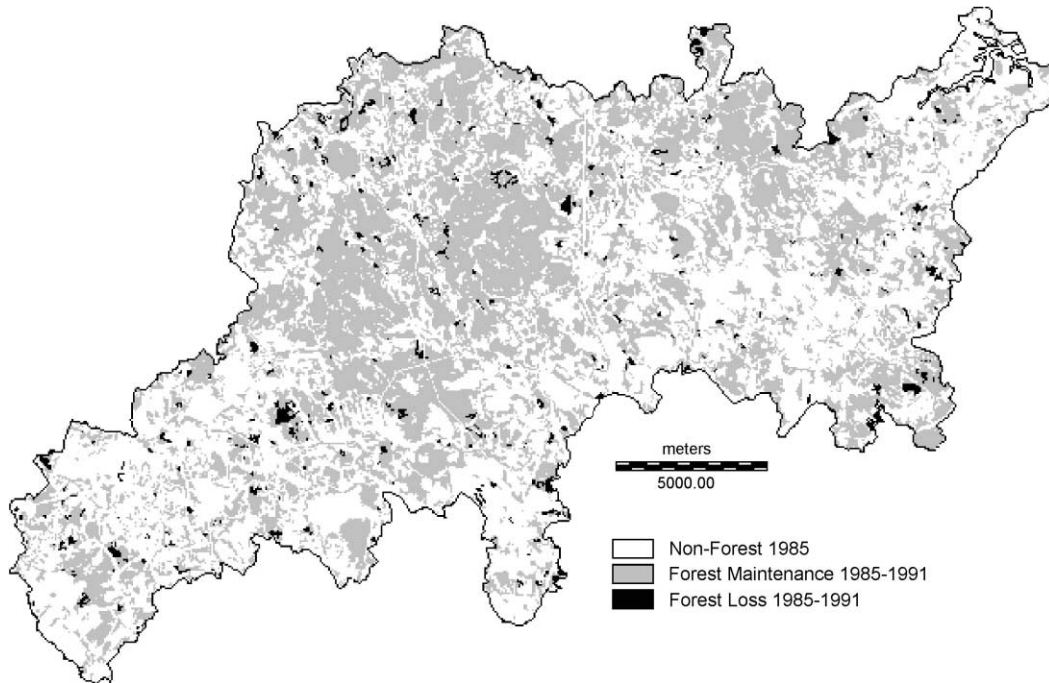 meters
5000.00
Non-Forest 1985
Forest Maintenance 1985-1991
Forest Loss 1985-1991